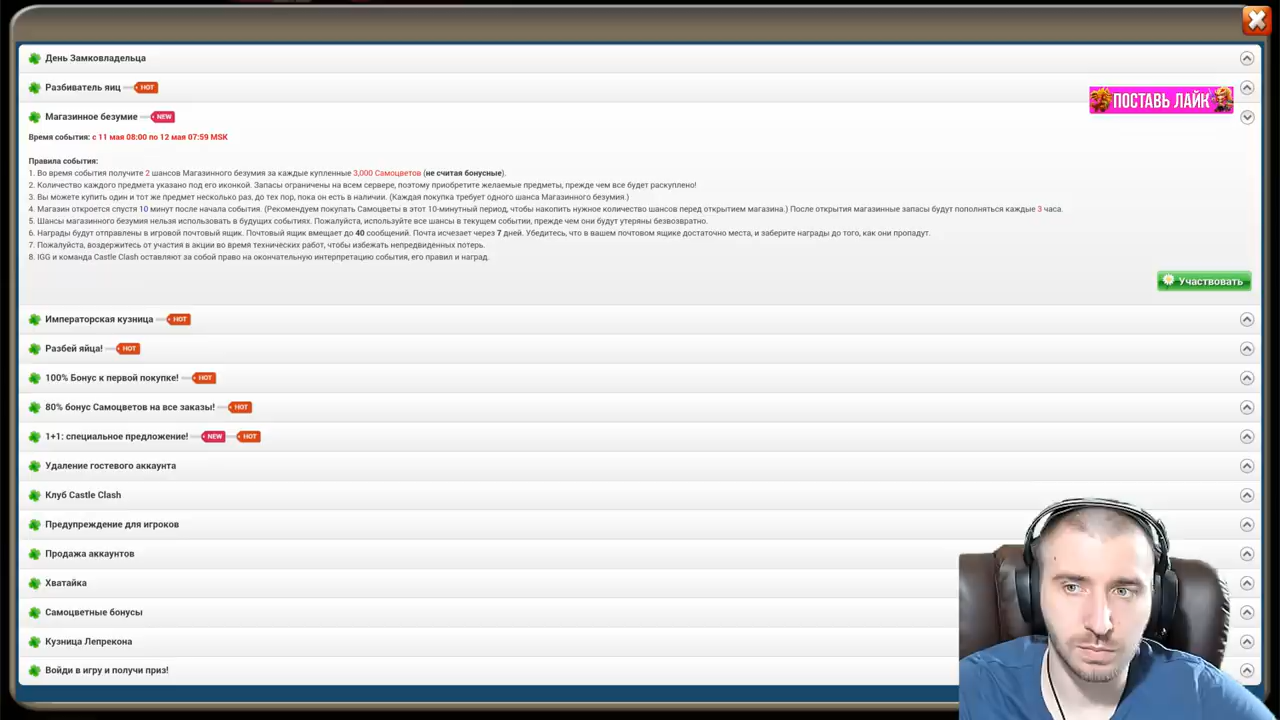 День Замковладельца
Разбиватель яиц HOT
ПОСТАВЬ ЛАЙК
Магазинное безумие NEW
Время события: с 11 мая 08:00 по 12 мая 07:59 MSK
Правила события:
1. Во время события получите 2 шансов Магазинного безумия за каждые купленные 3,000 Самоцветов (не считая бонусные).
2. Количество каждого предмета указано под его иконкой. Запасы ограничены на всем сервере, поэтому приобретите желаемые предметы, прежде чем все будет раскуплено!
3. Вы можете купить один и тот же предмет несколько раз, до тех пор, пока он есть в наличии. (Каждая покупка требует одного шанса Магазинного безумия.)
4. Магазин откроется спустя 10 минут после начала события. (Рекомендуем покупать Самоцветы в этот 10-минутный период, чтобы накопить нужное количество шансов перед открытием магазина.) После открытия магазинные запасы будут пополняться каждые 3 часа.
5. Шансы магазинного безумия нельзя использовать в будущих событиях. Пожалуйста, используйте все шансы в текущем событии, прежде чем они будут утеряны безвозвратно.
6. Награды будут отправлены в игровой почтовый ящик. Почтовый ящик вмещает до 40 сообщений. Почта исчезает через 7 дней. Убедитесь, что в вашем почтовом ящике достаточно места, и заберите награды до того, как они пропадут.
7. Пожалуйста, воздержитесь от участия в акции во время технических работ, чтобы избежать непредвиденных потерь.
8. IGG и команда Castle Clash оставляют за собой право на окончательную интерпретацию события, его правил и наград.
Участвовать
Императорская кузница HOT
Разбей яйца! HOT
100% Бонус к первой покупке! HOT
80% бонус Самоцветов на все заказы! HOT
1+1: специальное предложение! NEW HOT
Удаление гостевого аккаунта
Клуб Castle Clash
Предупреждение для игроков
Продажа аккаунтов
Хватайка
Самоцветные бонусы
Кузница Лепрекона
Войди в игру и получи приз!